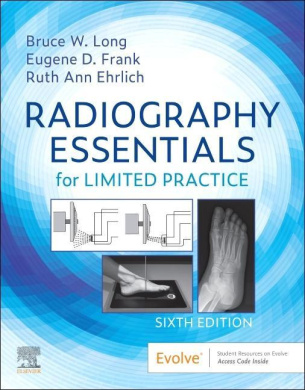 Bruce W. Long
Eugene D. Frank
Ruth Ann Ehrlich
RADIOGRAPHY
ESSENTIALS
for LIMITED PRACTICE
SIXTH EDITION
ELSEVIER
Evolve®
Student Resources on Evolve
Access Code Inside